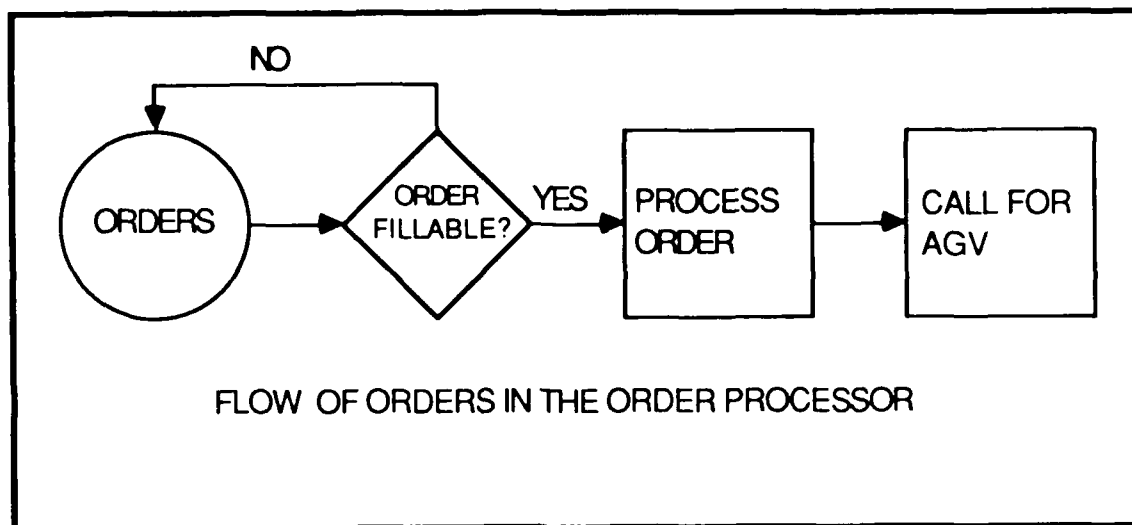 NO
ORDERS
ORDER
FILLABLE?
YES
PROCESS
ORDER
CALL FOR
AGV
FLOW OF ORDERS IN THE ORDER PROCESSOR